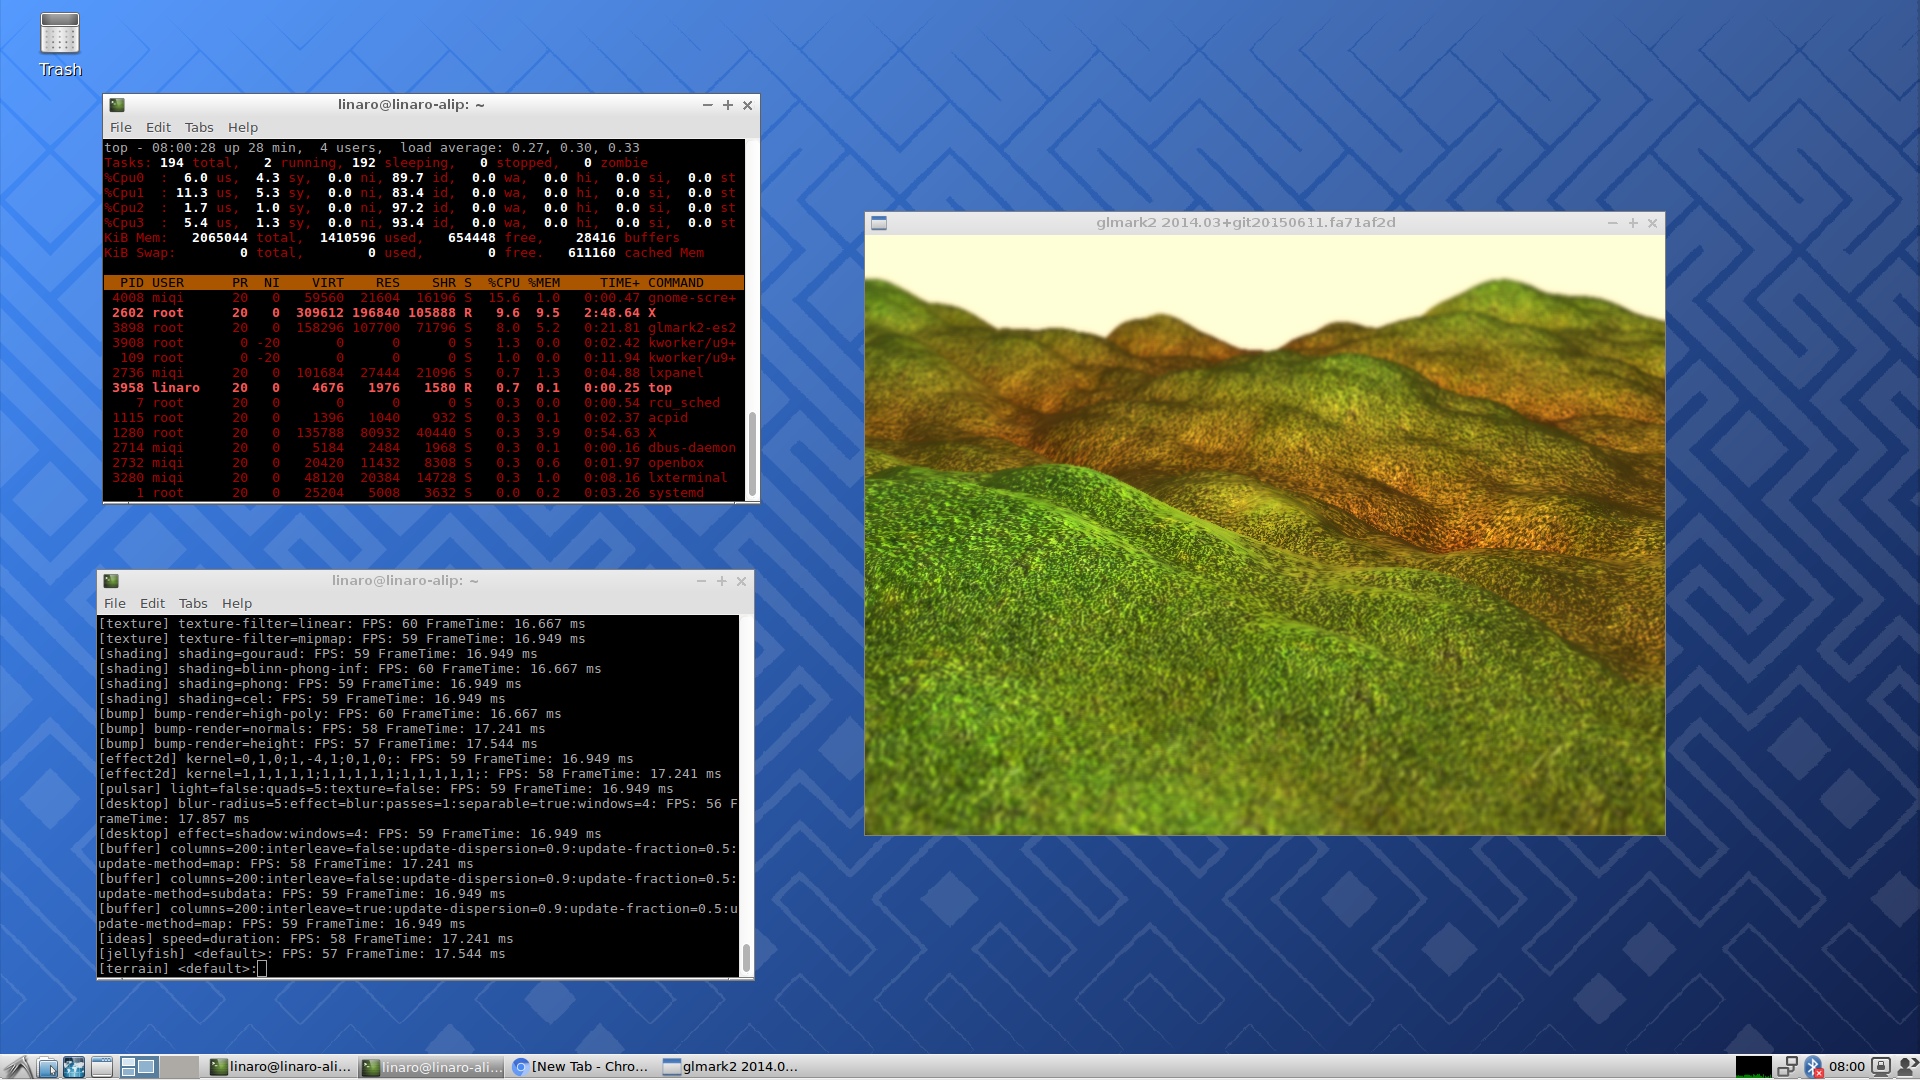 Trash
linaro@linaro-alip: ~
File Edit Tabs Help
top - 08:00:28 up 28 min,  4 users,  load average: 0.27, 0.30, 0.33
Tasks: 194 total,   2 running, 192 sleeping,   0 stopped,   0 zombie
%Cpu0  :  6.0 us,  4.3 sy,  0.0 ni, 89.7 id,  0.0 wa,  0.0 hi,  0.0 si,  0.0 st
%Cpu1  : 11.3 us,  5.3 sy,  0.0 ni, 83.4 id,  0.0 wa,  0.0 hi,  0.0 si,  0.0 st
%Cpu2  :  1.7 us,  1.0 sy,  0.0 ni, 97.2 id,  0.0 wa,  0.0 hi,  0.0 si,  0.0 st
%Cpu3  :  5.4 us,  1.3 sy,  0.0 ni, 93.4 id,  0.0 wa,  0.0 hi,  0.0 si,  0.0 st
KiB Mem:   2065044 total,  1410596 used,   654448 free,    28416 buffers
KiB Swap:        0 total,        0 used,        0 free.   611160 cached Mem
PID USER      PR  NI    VIRT    RES    SHR S  %CPU %MEM     TIME+ COMMAND
4008 miqi      20   0   59560  21604  16196 S  15.6  1.0   0:00.47 gnome-scre+
2602 root      20   0  309612 196840 105888 R   9.6  9.5   2:48.64 X
3898 root      20   0  158296 107700  71796 S   8.0  5.2   0:21.81 glmark2-es2
3908 root       0 -20       0      0      0 S   1.3  0.0   0:02.42 kworker/u9+
109 root       0 -20       0      0      0 S   1.0  0.0   0:11.94 kworker/u9+
2736 miqi      20   0  101684  27444  21096 S   0.7  1.3   0:04.88 lxpanel
3958 linaro    20   0    4676   1976   1580 R   0.7  0.1   0:00.25 top
7 root      20   0       0      0      0 S   0.3  0.0   0:00.54 rcu_sched
1115 root      20   0    1396   1040    932 S   0.3  0.1   0:02.37 acpid
1280 root      20   0  135788  80932  40440 S   0.3  3.9   0:54.63 X
2714 miqi      20   0    5184   2484   1968 S   0.3  0.1   0:00.16 dbus-daemon
2732 miqi      20   0   20420  11432   8308 S   0.3  0.6   0:01.97 openbox
3280 miqi      20   0   48120  20384  14728 S   0.3  1.0   0:08.16 lxterminal
1 root      20   0   25204   5008   3632 S   0.0  0.2   0:03.26 systemd
glmark2 2014.03+git20150611.fa71af2d
linaro@linaro-alip: ~
File Edit Tabs Help
[texture] texture-filter=linear: FPS: 60 FrameTime: 16.667 ms
[texture] texture-filter=mipmap: FPS: 59 FrameTime: 16.949 ms
[shading] shading=gouraud: FPS: 59 FrameTime: 16.949 ms
[shading] shading=blinn-phong-inf: FPS: 60 FrameTime: 16.667 ms
[shading] shading=phong: FPS: 59 FrameTime: 16.949 ms
[shading] shading=cel: FPS: 59 FrameTime: 16.949 ms
[bump] bump-render=high-poly: FPS: 60 FrameTime: 16.667 ms
[bump] bump-render=normals: FPS: 58 FrameTime: 17.241 ms
[bump] bump-render=height: FPS: 57 FrameTime: 17.544 ms
[effect2d] kernel=0,1,0;1,-4,1;0,1,0;: FPS: 59 FrameTime: 16.949 ms
[effect2d] kernel=1,1,1,1,1;1,1,1,1,1;1,1,1,1,1;: FPS: 58 FrameTime: 17.241 ms
[pulsar] light=false:quads=5:texture=false: FPS: 59 FrameTime: 16.949 ms
[desktop] blur-radius=5:effect=blur:passes=1:separable=true:windows=4: FPS: 56 F
rameTime: 17.857 ms
[desktop] effect=shadow:windows=4: FPS: 59 FrameTime: 16.949 ms
[buffer] columns=200:interleave=false:update-dispersion=0.9:update-fraction=0.5:
update-method=map: FPS: 58 FrameTime: 17.241 ms
[buffer] columns=200:interleave=false:update-dispersion=0.9:update-fraction=0.5:
update-method=subdata: FPS: 59 FrameTime: 16.949 ms
[buffer] columns=200:interleave=true:update-dispersion=0.9:update-fraction=0.5:u
pdate-method=map: FPS: 59 FrameTime: 16.949 ms
[ideas] speed=duration: FPS: 58 FrameTime: 17.241 ms
[jellyfish] <default>: FPS: 57 FrameTime: 17.544 ms
[terrain] <default>:
linaro@linaro-ali... linaro@linaro-ali... [New Tab - Chro... glmark2 2014.0... 08:00